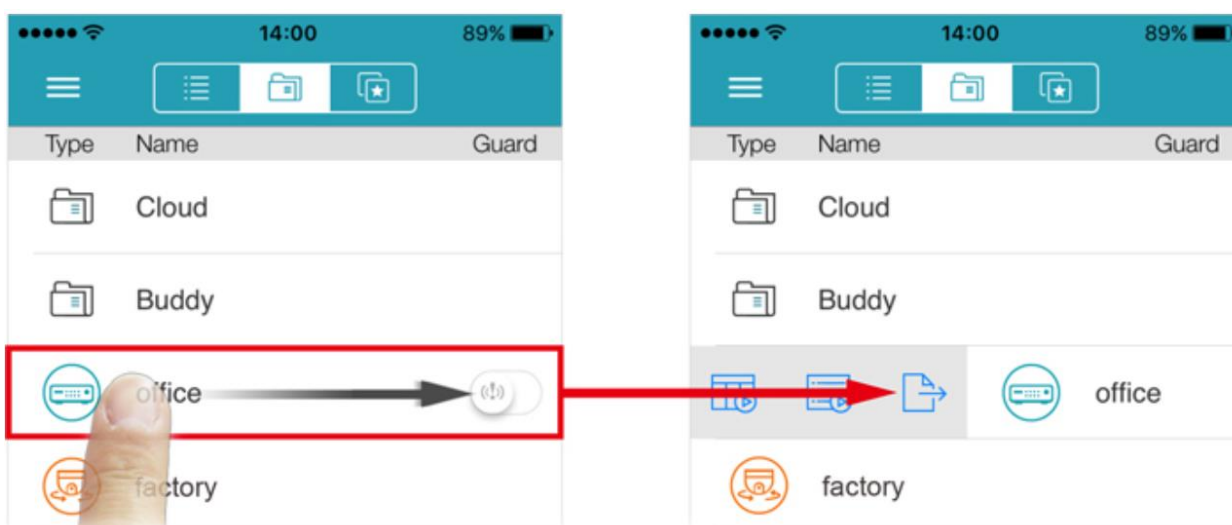 14:00 89%
Type Name Guard
Cloud
Buddy
office
factory
14:00 89%
Type Name Guard
Cloud
Buddy
office
factory